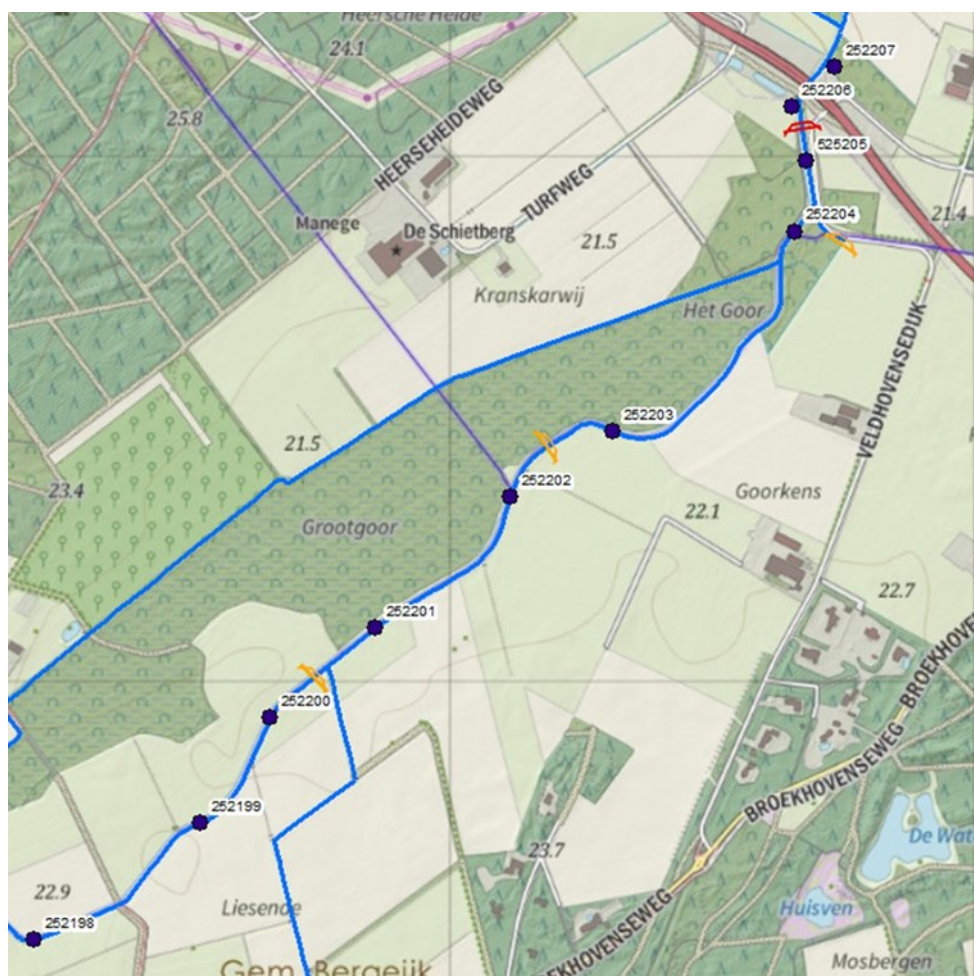 Heersche Heide
24.1
252207
25.8
252206
HEERSEHEIDEWEG
525205
TURFWEG
252204
21.4
Manege
De Schietberg
21.5
Kranskarwij
Het Goor
VELDHOVENSEDIJK
252203
21.5
252202
23.4
Goorkens
Grootgoor
22.1
22.7
252201
BROEKHOVENSEWEG
BROEKHOVEN
252200
252199
De Wat
23.7
22.9
Liesende
Huisven
252198
EKHOVENSEWEG
Mosbergen
Gem. Bergeijk